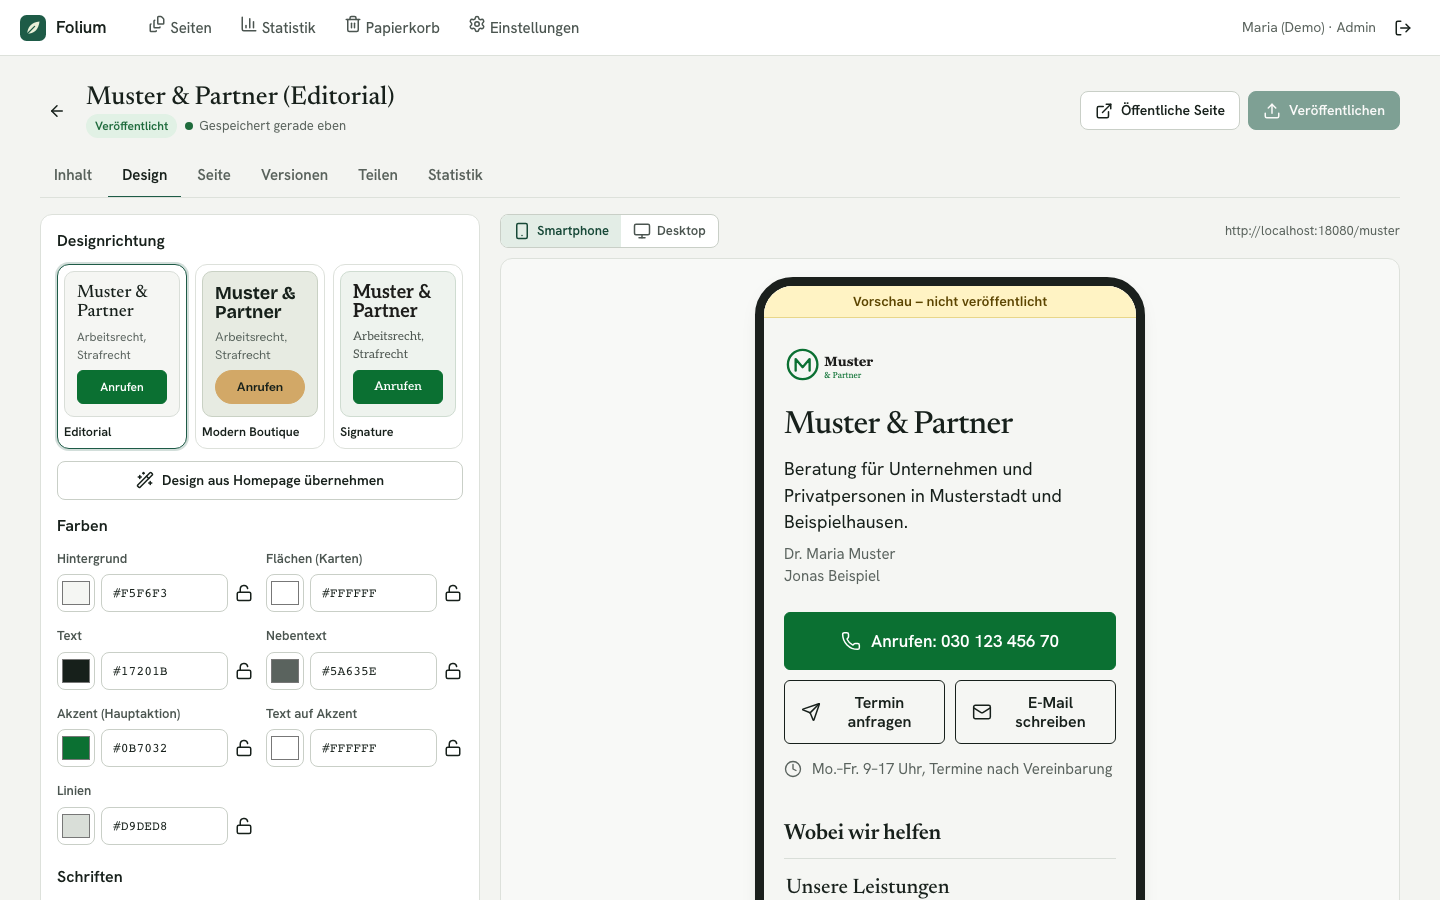 Folium
Seiten
Statistik
Papierkorb
Einstellungen
Maria (Demo) · Admin
Muster & Partner (Editorial)
Veröffentlicht
Gespeichert gerade eben
Öffentliche Seite
Veröffentlichen
Inhalt
Design
Seite
Versionen
Teilen
Statistik
Designrichtung
Muster &
Partner
Arbeitsrecht,
Strafrecht
Anrufen
Editorial
Muster &
Partner
Arbeitsrecht,
Strafrecht
Anrufen
Modern Boutique
Muster &
Partner
Arbeitsrecht,
Strafrecht
Anrufen
Signature
Design aus Homepage übernehmen
Farben
Hintergrund
#F5F6F3
Flächen (Karten)
#FFFFFF
Text
#17201B
Nebentext
#5A635E
Akzent (Hauptaktion)
#0B7032
Text auf Akzent
#FFFFFF
Linien
#D9DED8
Schriften
Smartphone
Desktop
http://localhost:18080/muster
Vorschau – nicht veröffentlicht
Muster
& Partner
Muster & Partner
Beratung für Unternehmen und
Privatpersonen in Musterstadt und
Beispielhausen.
Dr. Maria Muster
Jonas Beispiel
Anrufen: 030 123 456 70
Termin
anfragen
E-Mail
schreiben
Mo.–Fr. 9–17 Uhr, Termine nach Vereinbarung
Wobei wir helfen
Unsere Leistungen